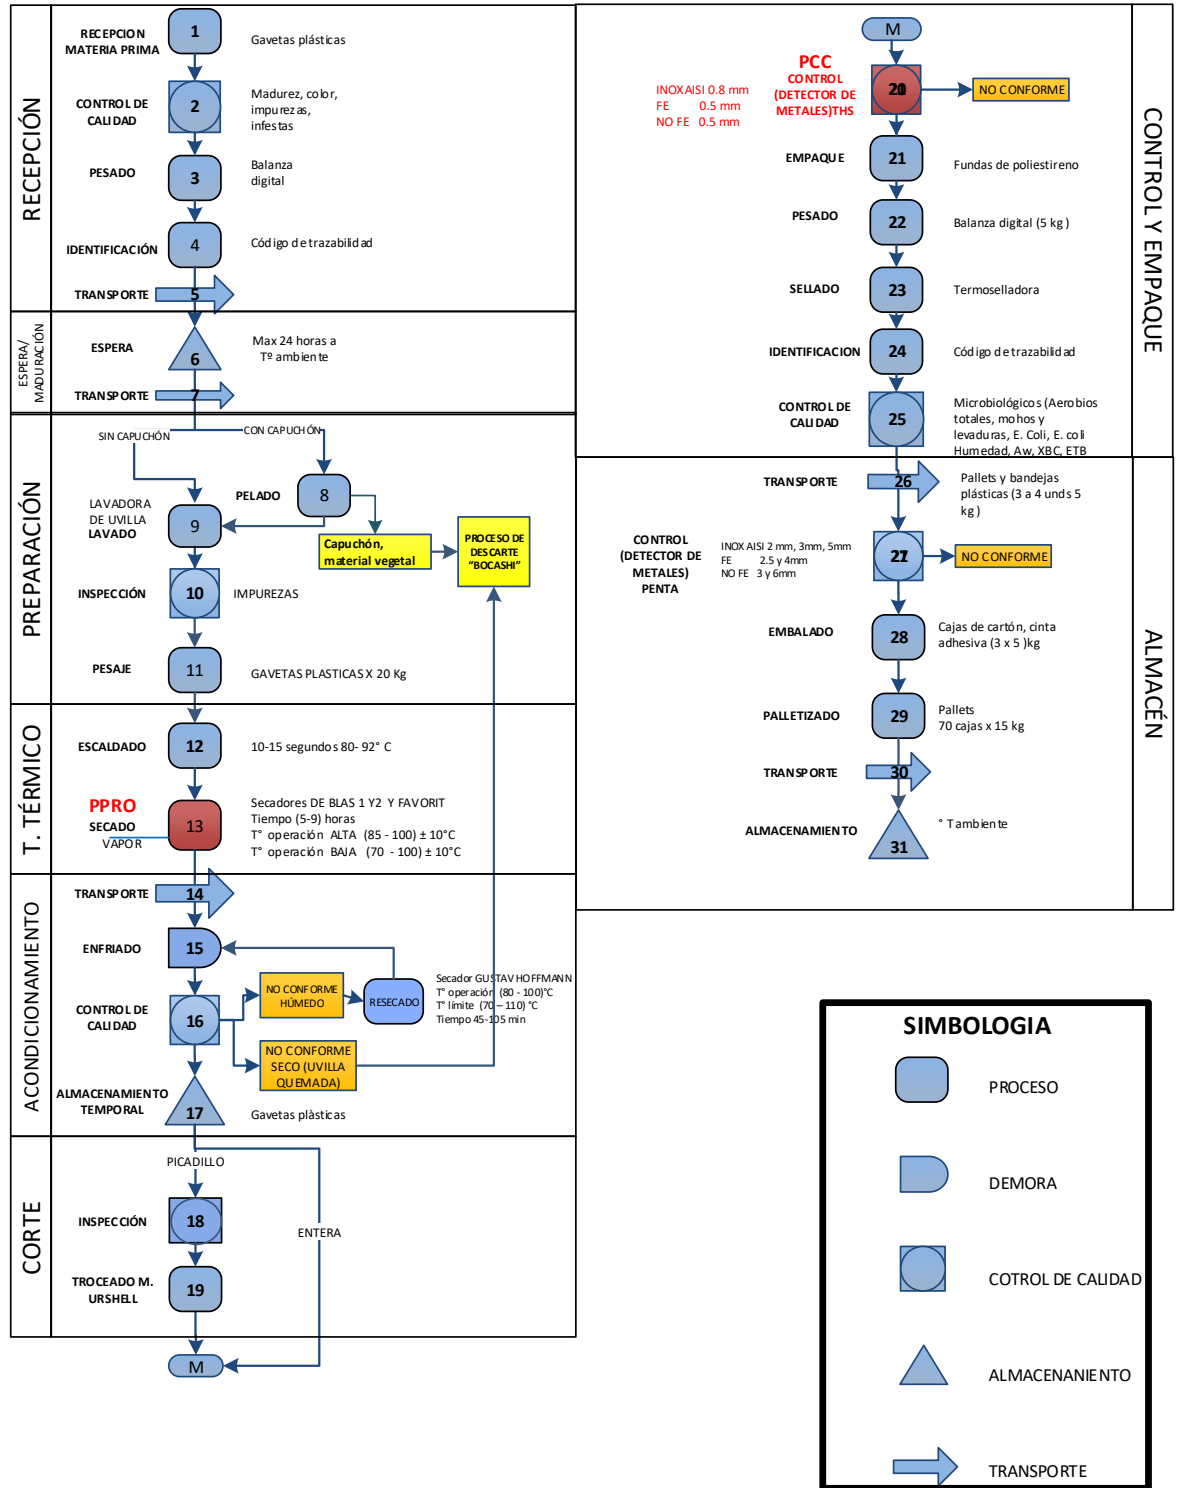 RECEPCIÓN
RECEPCION
MATERIA PRIMA
1
Gavetas plásticas
CONTROL DE
CALIDAD
2
Madurez, color,
impurezas,
infestas
PESADO
3
Balanza
digital
IDENTIFICACIÓN
4
Código de trazabilidad
TRANSPORTE
5
ESPERA/
MADURACIÓN
ESPERA
6
Max 24 horas a
Tº ambiente
TRANSPORTE
7
PREPARACIÓN
SIN CAPUCHÓN
CON CAPUCHÓN
PELADO
8
LAVADORA
DE UVILLA
LAVADO
9
Capuchón,
material vegetal
PROCESO DE
DESCARTE
“BOCASHI”
INSPECCIÓN
10
IMPUREZAS
PESAJE
11
GAVETAS PLASTICAS X 20 Kg
T. TÉRMICO
ESCALDADO
12
10-15 segundos 80- 92° C
PPRO
SECADO
VAPOR
13
Secadores DE BLAS 1 Y2 Y FAVORIT
Tiempo (5-9) horas
T° operación ALTA (85 - 100) ± 10°C
T° operación BAJA (70 - 100) ± 10°C
ACONDICIONAMIENTO
TRANSPORTE
14
ENFRIADO
15
CONTROL DE
CALIDAD
16
NO CONFORME
HÚMEDO
RESECADO
Secador GUSTAV HOFFMANN
T° operación (80 - 100)°C
T° límite (70 – 110) °C
Tiempo 45-105 min
NO CONFORME
SECO (UVILLA
QUEMADA)
ALMACENAMIENTO
TEMPORAL
17
Gavetas plàsticas
CORTE
PICADILLO
INSPECCIÓN
18
ENTERA
TROCEADO M.
URSHELL
19
M
CONTROL Y EMPAQUE
M
PCC
CONTROL
(DETECTOR DE
METALES)THS
INOX AISI 0.8 mm
FE 0.5 mm
NO FE 0.5 mm
20
NO CONFORME
EMPAQUE
21
Fundas de poliestireno
PESADO
22
Balanza digital (5 kg)
SELLADO
23
Termoselladora
IDENTIFICACION
24
Código de trazabilidad
CONTROL DE
CALIDAD
25
Microbiológicos (Aerobios
totales, mohos y
levaduras, E. Coli, E. coli
Humedad, Aw, XBC, ETB
ALMACÉN
TRANSPORTE
26
Pallets y bandejas
plásticas (3 a 4 unds 5
kg)
CONTROL
(DETECTOR DE
METALES)
PENTA
INOX AISI 2 mm, 3mm, 5mm
FE 2.5 y 4mm
NO FE 3 y 6mm
NO CONFORME
EMBALADO
28
Cajas de cartón, cinta
adhesiva (3 x 5 )kg
PALLETIZADO
29
Pallets
70 cajas x 15 kg
TRANSPORTE
30
ALMACENAMIENTO
31
° T ambiente
SIMBOLOGIA
PROCESO
DEMORA
COTROL DE CALIDAD
ALMACENANIENTO
TRANSPORTE